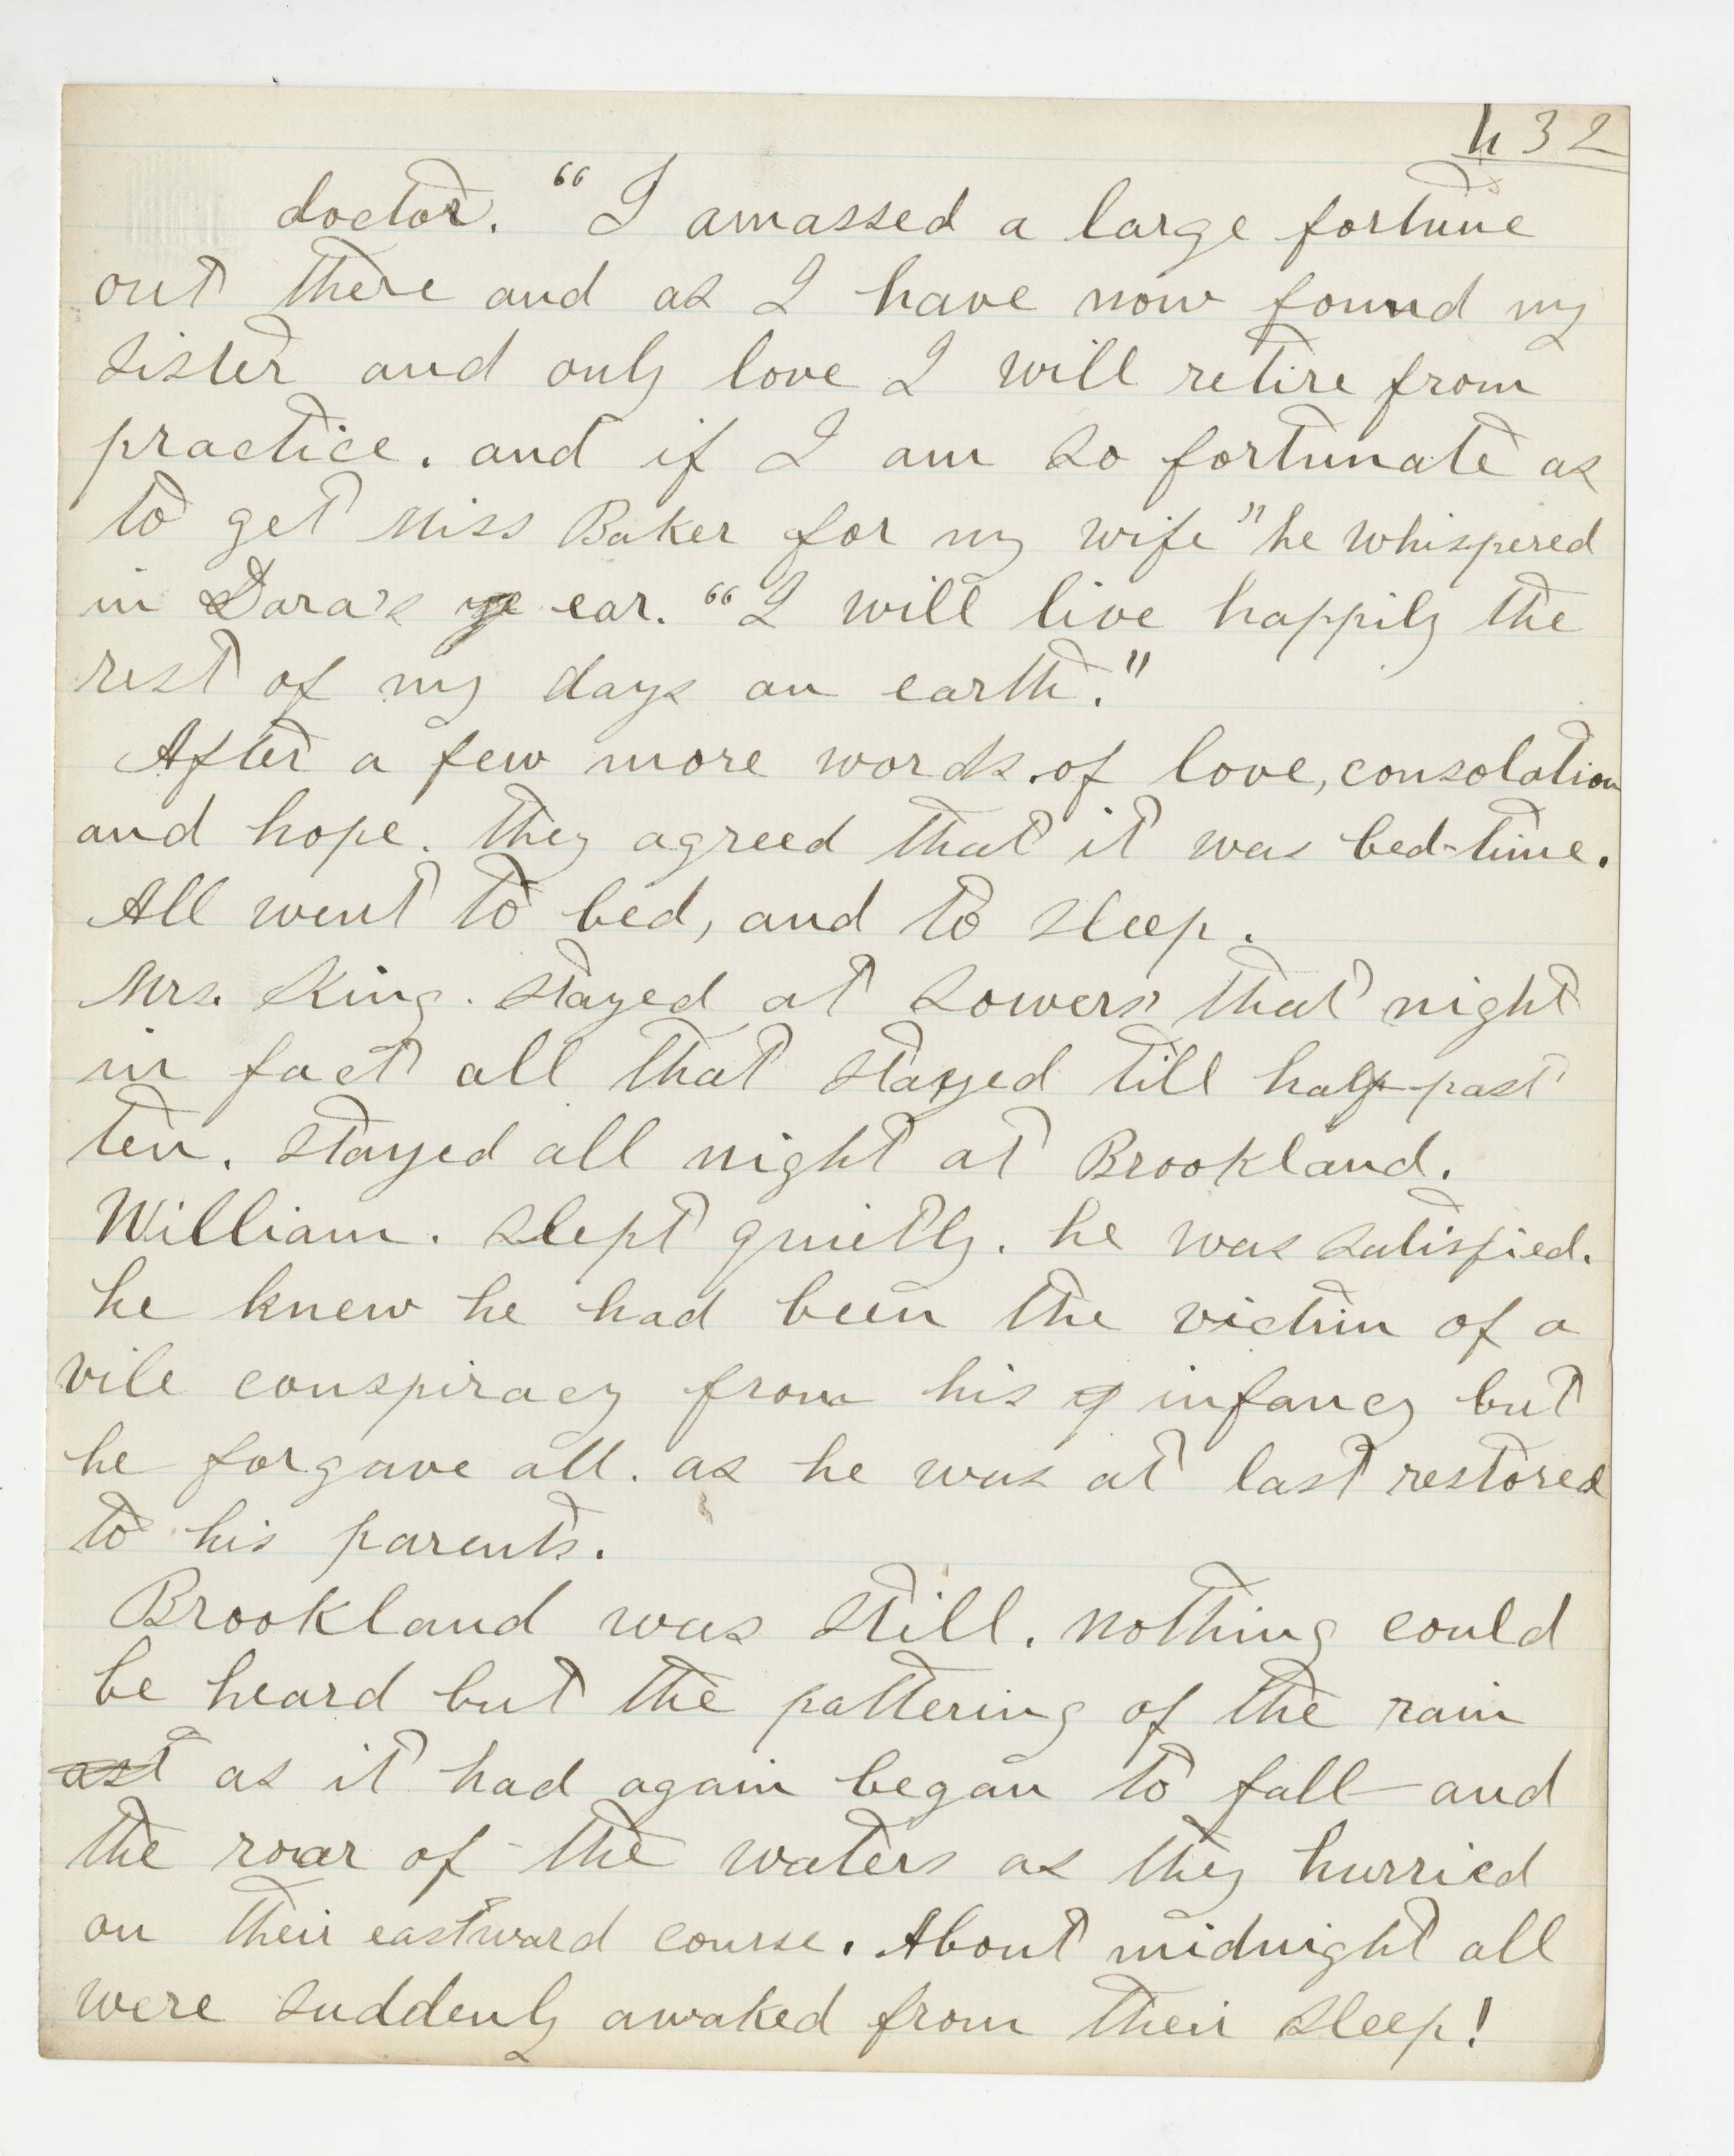 432
doctor. "I amassed a large fortune
out there and as I have now found my
sister and only love I will retire from
practice. and if I am so fortunate as
to get Miss Baker for my wife" he whispered
in Dara's ear. "I will live happily the
rest of my days on earth."
After a few more words of love, consolation
and hope. they agreed that it was bed-time.
All went to bed, and to sleep.
Mrs. King. stayed at Sowers' that night
in fact all that stayed till half-past
ten. stayed all night at Brookland.
William. slept quietly. he was satisfied.
he knew he had been the victim of a
vile conspiracy from his infancy but
he forgave all. as he was at last restored
to his parents.
Brookland was still. nothing could
be heard but the pattering of the rain
ast as it had again began to fall - and
the roar of the waters as they hurried
on their eastward course. About midnight all
were suddenly awaked from their sleep!